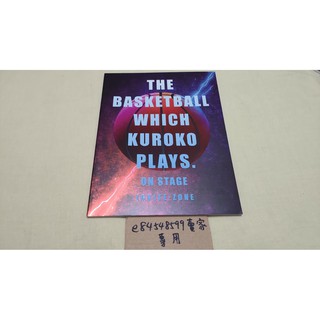 THE
BASKETBALL
WHICH
KUROKO
PLAYS.
ON STAGE
ZONE
e84548599賣家
專用